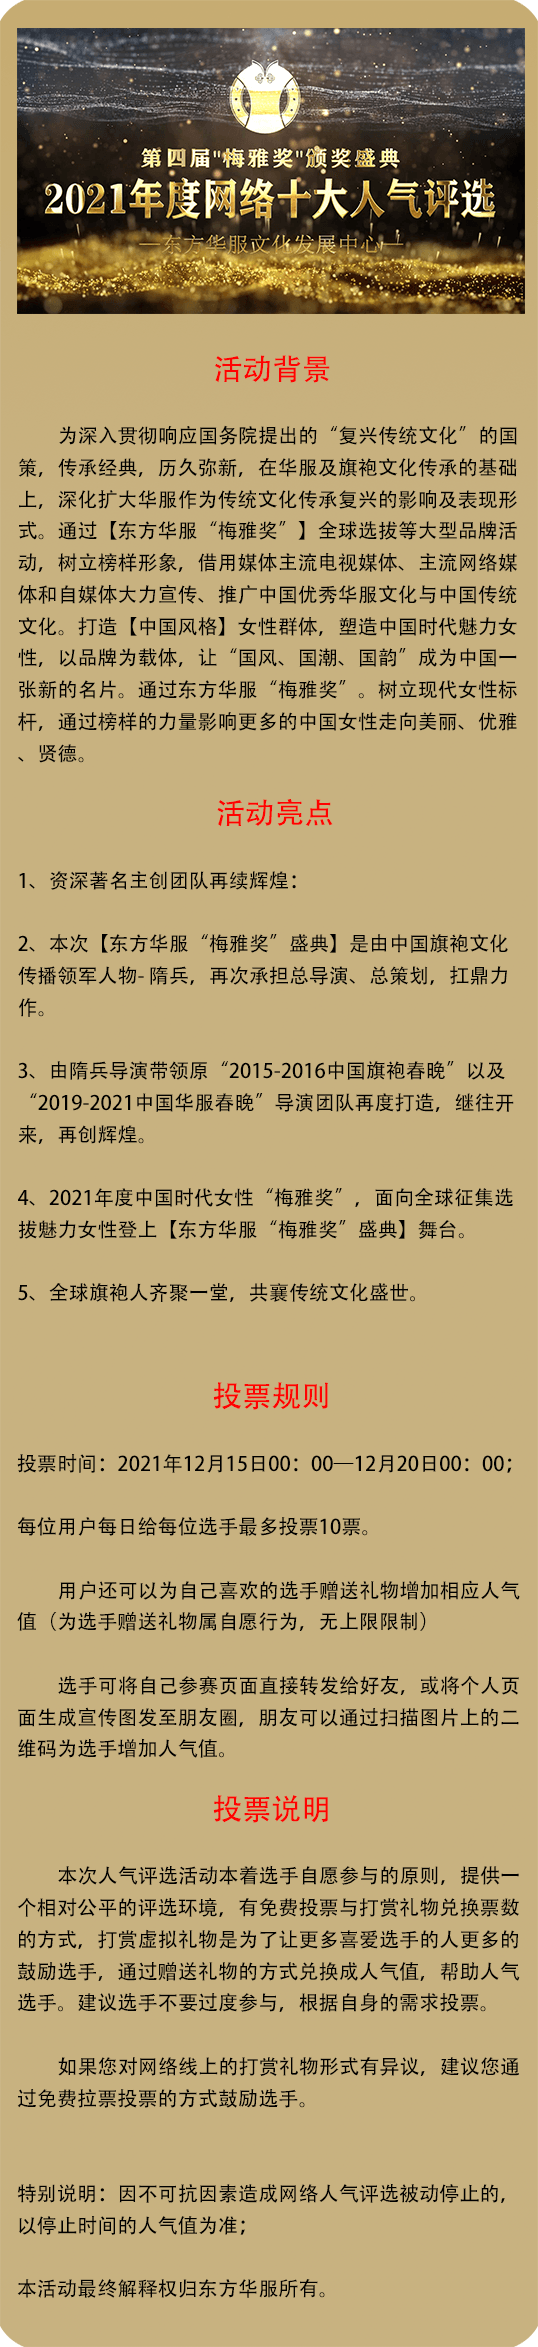 第四届"梅雅奖"颁奖盛典
2021年度网络十大人气评选
—东方华服文化发展中心—
活动背景
为深入贯彻响应国务院提出的“复兴传统文化”的国
策，传承经典，历久弥新，在华服及旗袍文化传承的基础
上，深化扩大华服作为传统文化传承复兴的影响及表现形
式。通过【东方华服“梅雅奖”】全球选拔等大型品牌活
动，树立榜样形象，借用媒体主流电视媒体、主流网络媒
体和自媒体大力宣传、推广中国优秀华服文化与中国传统
文化。打造【中国风格】女性群体，塑造中国时代魅力女
性，以品牌为载体，让“国风、国潮、国韵”成为中国一
张新的名片。通过东方华服“梅雅奖”。树立现代女性标
杆，通过榜样的力量影响更多的中国女性走向美丽、优雅
、贤德。
活动亮点
1、资深著名主创团队再续辉煌：
2、本次【东方华服“梅雅奖”盛典】是由中国旗袍文化
传播领军人物- 隋兵，再次承担总导演、总策划，扛鼎力
作。
3、由隋兵导演带领原“2015-2016中国旗袍春晚”以及
“2019-2021中国华服春晚”导演团队再度打造，继往开
来，再创辉煌。
4、2021年度中国时代女性“梅雅奖”，面向全球征集选
拔魅力女性登上【东方华服“梅雅奖”盛典】舞台。
5、全球旗袍人齐聚一堂，共襄传统文化盛世。
投票规则
投票时间：2021年12月15日00：00—12月20日00：00；
每位用户每日给每位选手最多投票10票。
用户还可以为自己喜欢的选手赠送礼物增加相应人气
值（为选手赠送礼物属自愿行为，无上限限制）
选手可将自己参赛页面直接转发给好友，或将个人页
面生成宣传图发至朋友圈，朋友可以通过扫描图片上的二
维码为选手增加人气值。
投票说明
本次人气评选活动本着选手自愿参与的原则，提供一
个相对公平的评选环境，有免费投票与打赏礼物兑换票数
的方式，打赏虚拟礼物是为了让更多喜爱选手的人更多的
鼓励选手，通过赠送礼物的方式兑换成人气值，帮助人气
选手。建议选手不要过度参与，根据自身的需求投票。
如果您对网络线上的打赏礼物形式有异议，建议您通
过免费拉票投票的方式鼓励选手。
特别说明：因不可抗因素造成网络人气评选被动停止的，
以停止时间的人气值为准；
本活动最终解释权归东方华服所有。